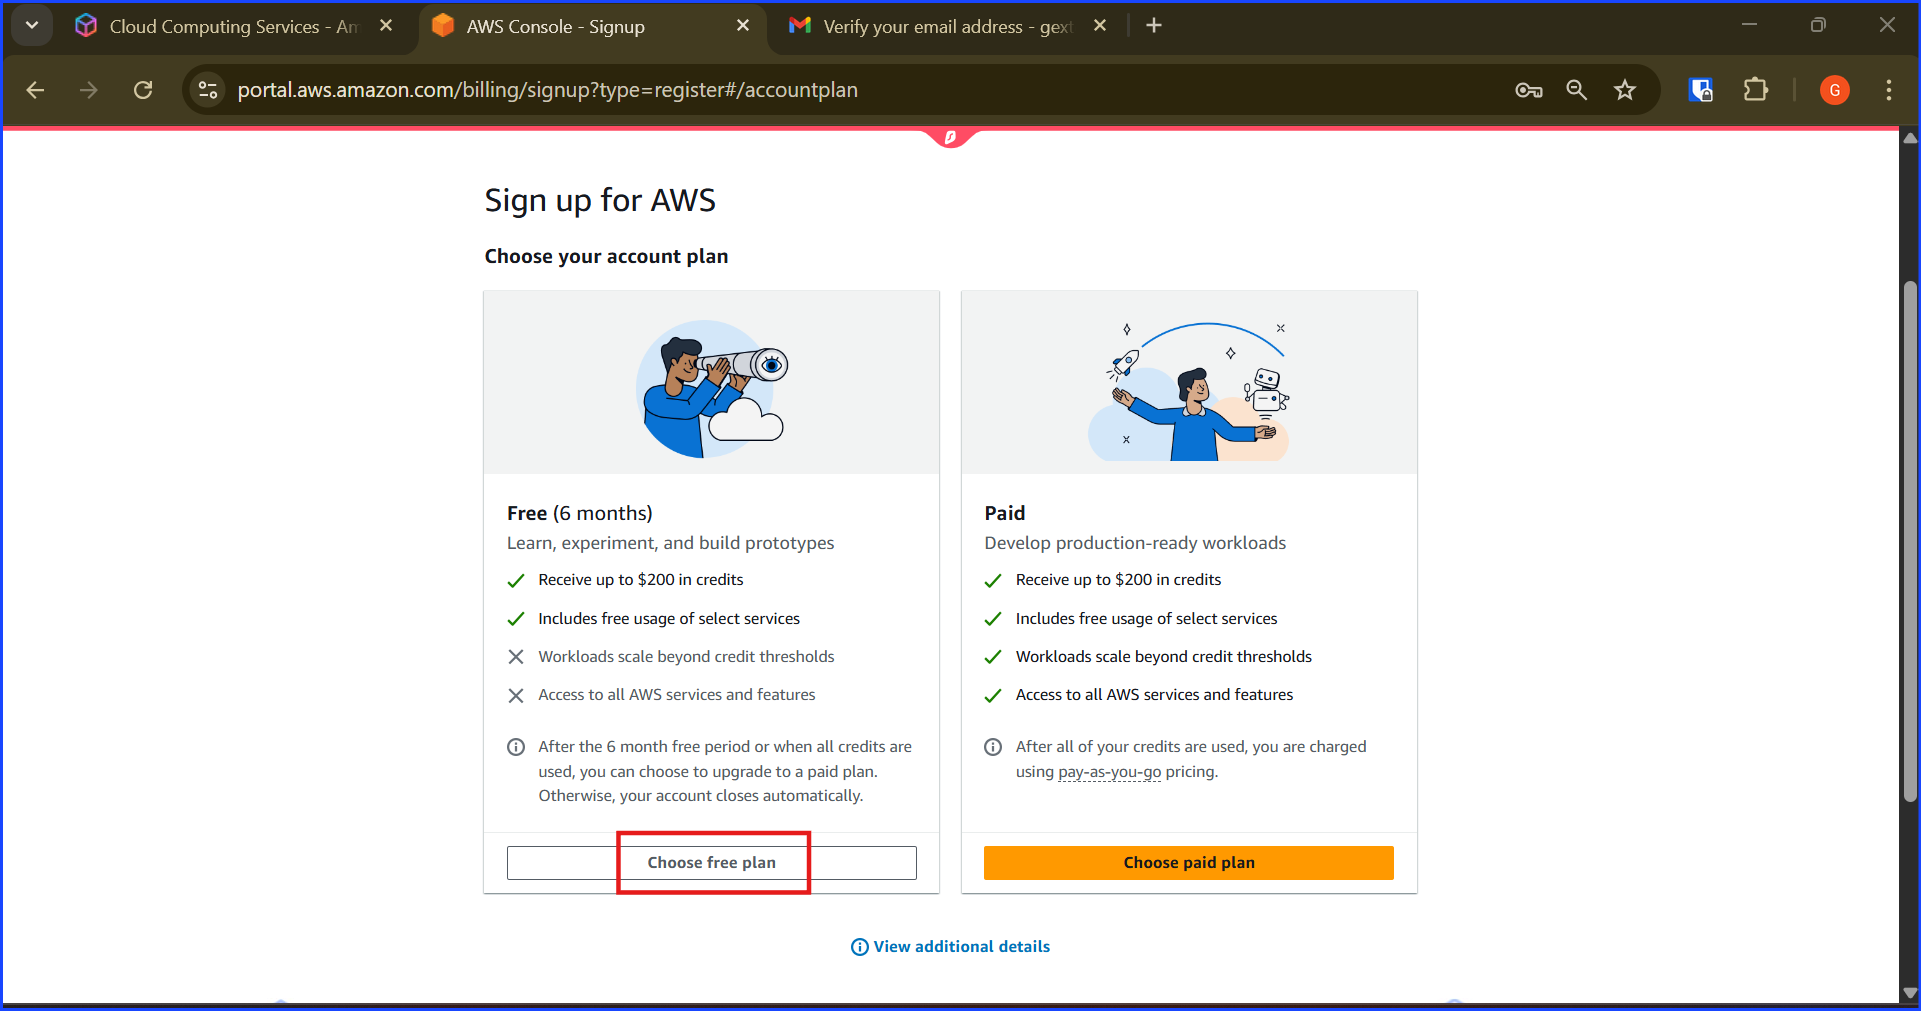 Cloud Computing Services - Am
AWS Console - Signup
Verify your email address - gext
portal.aws.amazon.com/billing/signup?type=register#/accountplan
G
Sign up for AWS
Choose your account plan
Free (6 months)
Learn, experiment, and build prototypes
Receive up to $200 in credits
Includes free usage of select services
Workloads scale beyond credit thresholds
Access to all AWS services and features
After the 6 month free period or when all credits are
used, you can choose to upgrade to a paid plan.
Otherwise, your account closes automatically.
Choose free plan
Paid
Develop production-ready workloads
Receive up to $200 in credits
Includes free usage of select services
Workloads scale beyond credit thresholds
Access to all AWS services and features
After all of your credits are used, you are charged
using pay-as-you-go pricing.
Choose paid plan
View additional details